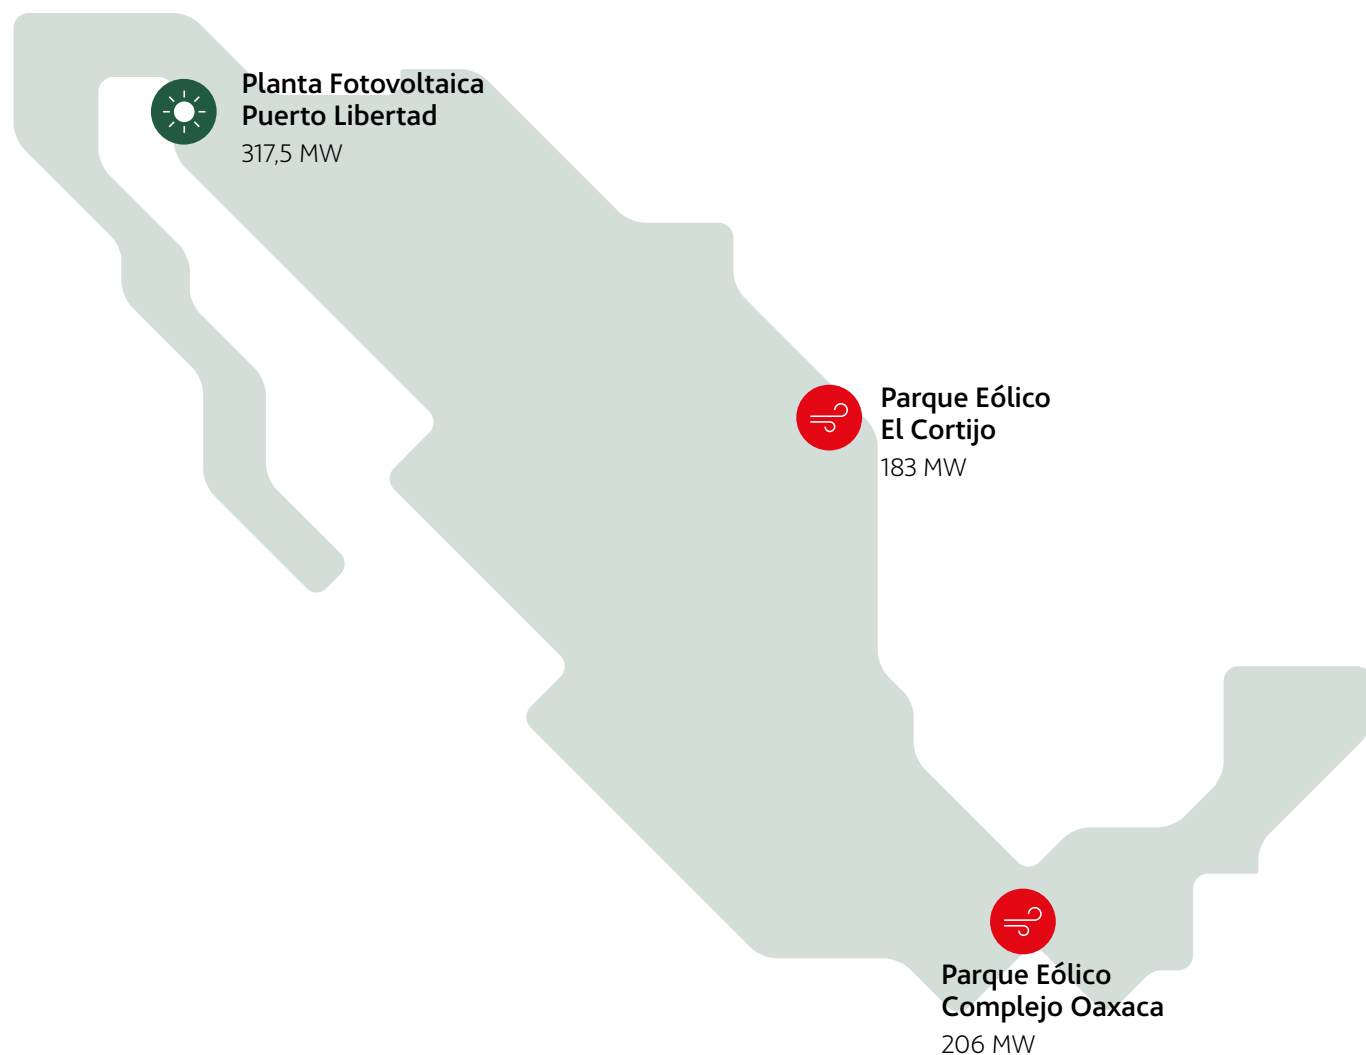 Planta Fotovoltaica
Puerto Libertad
317,5 MW
Parque Eólico
El Cortijo
183 MW
Parque Eólico
Complejo Oaxaca
206 MW